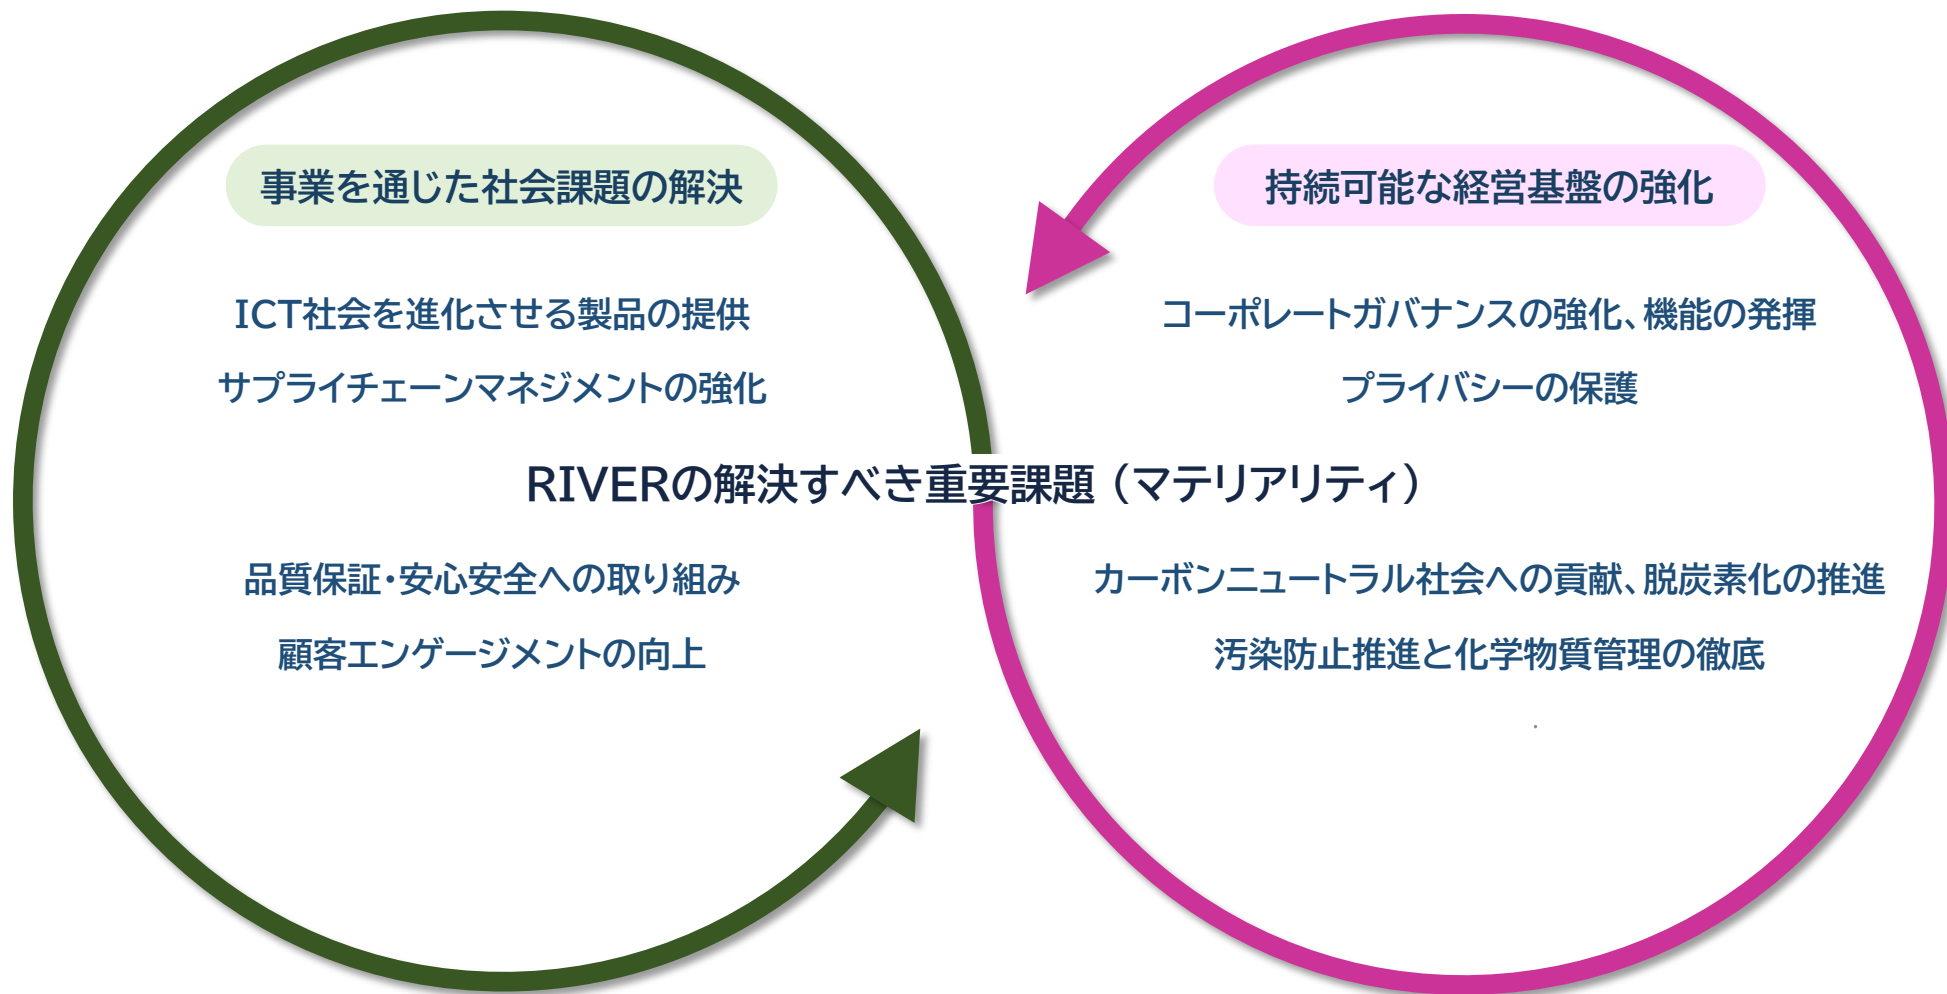 事業を通じた社会課題の解決
ICT社会を進化させる製品の提供
サプライチェーンマネジメントの強化
持続可能な経営基盤の強化
コーポレートガバナンスの強化、機能の発揮
プライバシーの保護
RIVERの解決すべき重要課題（マテリアリティ）
品質保証・安心安全への取り組み
顧客エンゲージメントの向上
カーボンニュートラル社会への貢献、脱炭素化の推進
汚染防止推進と化学物質管理の徹底
.